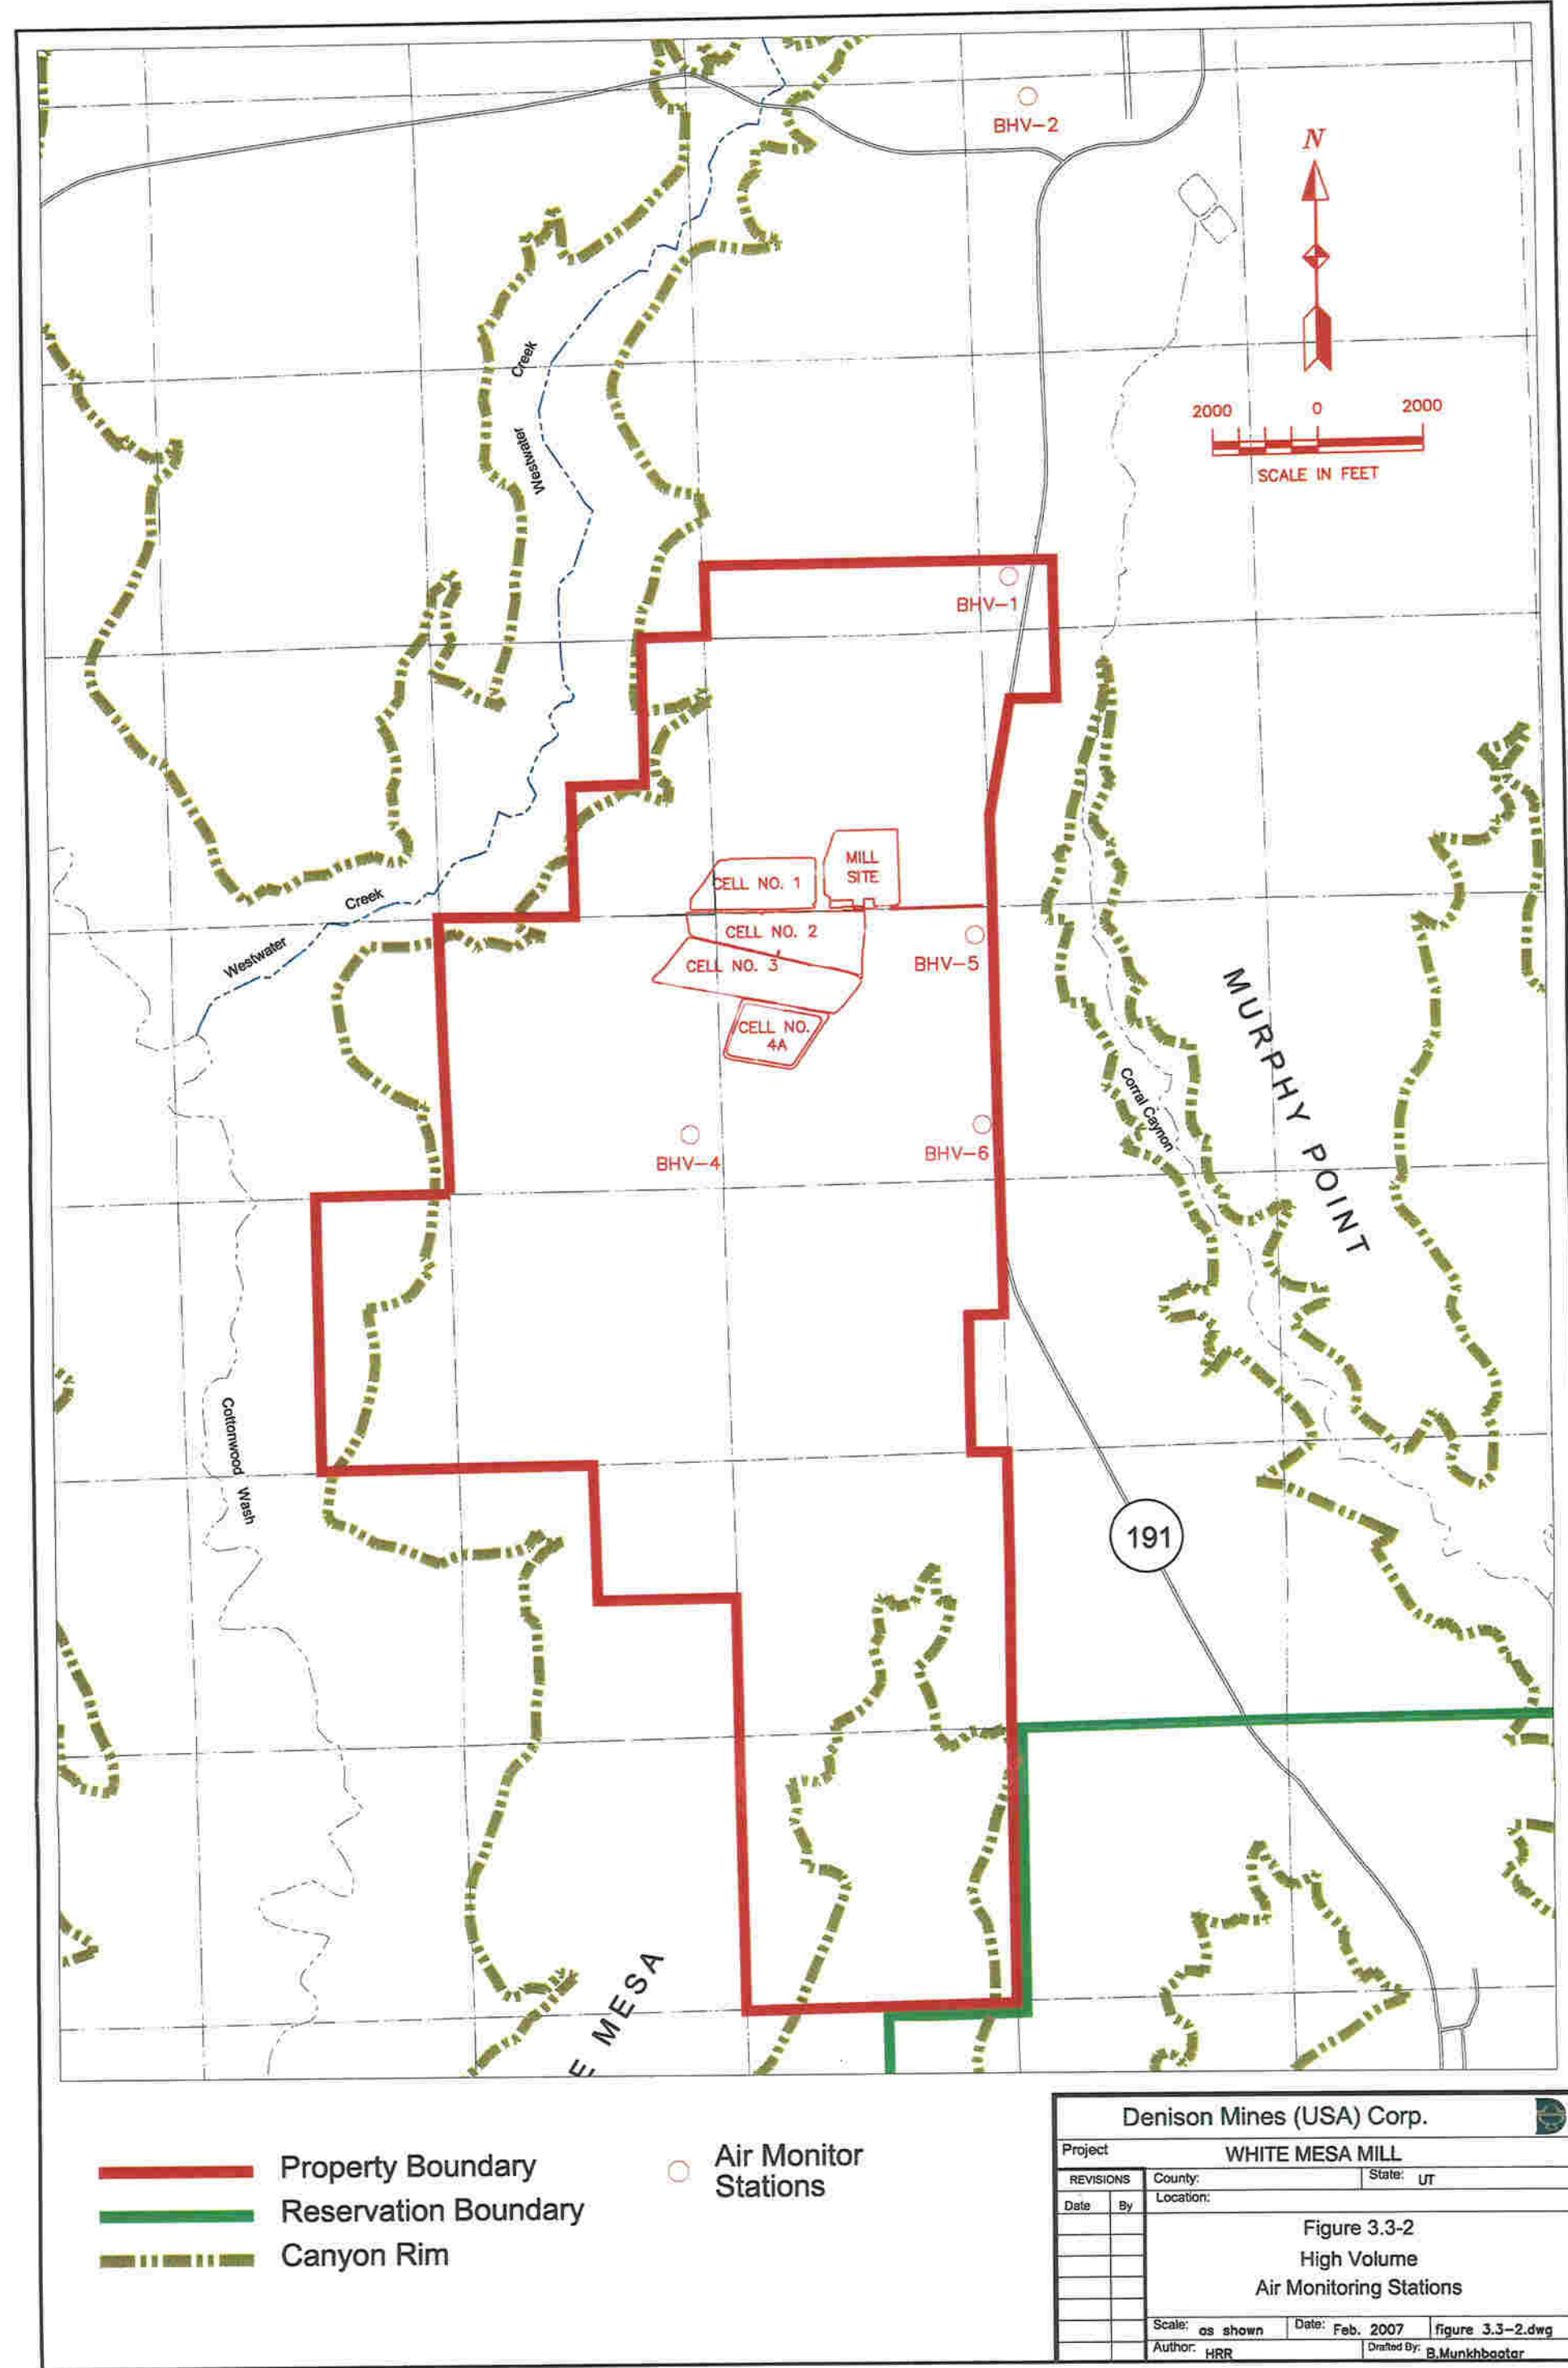 BHV-2
N
2000 0 2000
SCALE IN FEET
Westwater Creek
BHV-1
MILL
SITE
CELL NO. 1
CELL NO. 2
CELL NO. 3
CELL NO.
4A
BHV-5
Westwater Creek
MURPHY POINT
Corral Caynon
BHV-4
BHV-6
Cottonwood Wash
191
E MESA
Property Boundary
Reservation Boundary
Canyon Rim
Air Monitor
Stations
Denison Mines (USA) Corp.
Project WHITE MESA MILL
REVISIONS County: State: UT
Date By Location:
Figure 3.3-2
High Volume
Air Monitoring Stations
Scale: as shown Date: Feb. 2007 figure 3.3-2.dwg
Author: HRR Drafted By: B.Munkhbaatar